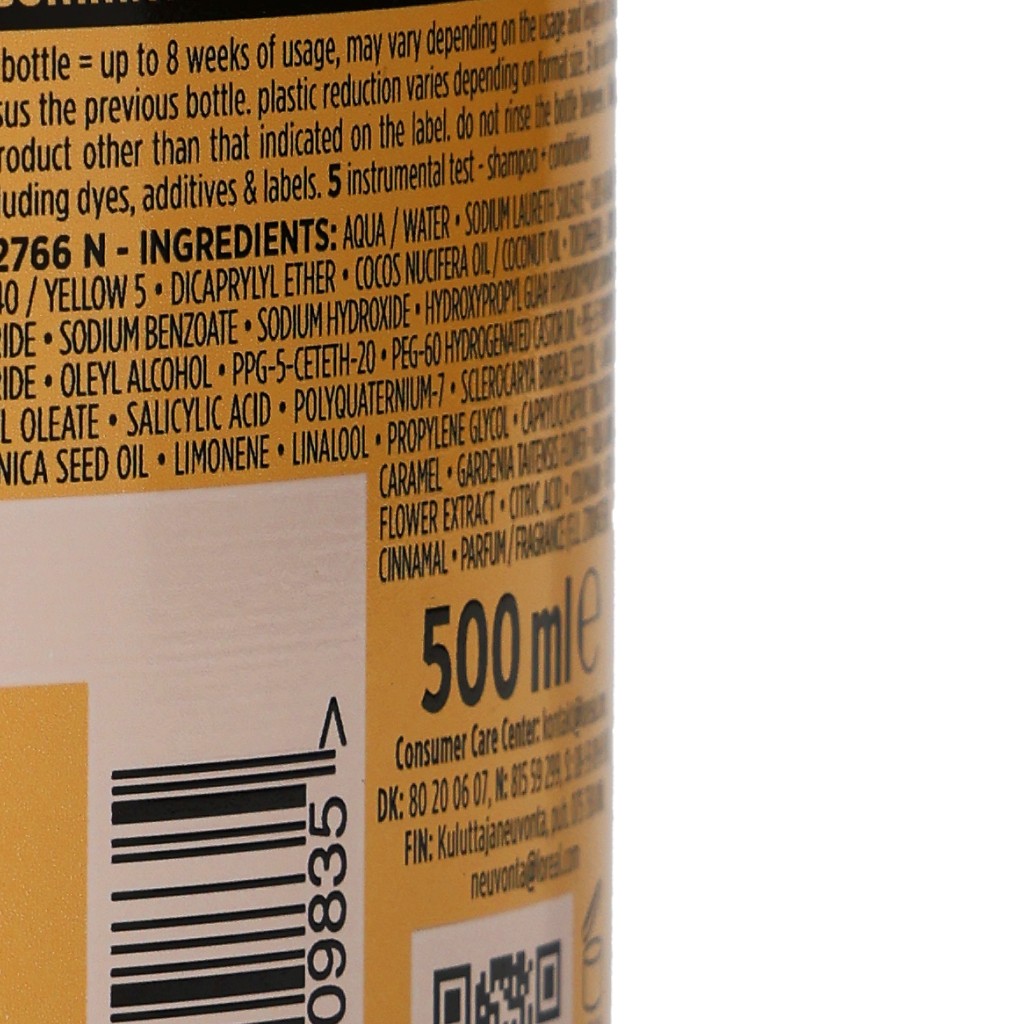 bottle = up to 8 weeks of usage, may vary depending on the usage and
sus the previous bottle. plastic reduction varies depending on format size. 3
roduct other than that indicated on the label. do not rinse the bottle between
luding dyes, additives & labels. 5 instrumental test - shampoo + conditioner.
2766 N - INGREDIENTS: AQUA / WATER • SODIUM LAURETH SULFATE •
40 / YELLOW 5 • DICAPRYLYL ETHER • COCOS NUCIFERA OIL / COCONUT OIL •
RIDE • SODIUM BENZOATE • SODIUM HYDROXIDE • HYDROXYPROPYL GUAR
RIDE • OLEYL ALCOHOL • PPG-5-CETETH-20 • PEG-60 HYDROGENATED CASTOR OIL •
L OLEATE • SALICYLIC ACID • POLYQUATERNIUM-7 • SCLEROCARYA BIRREA SEED OIL
NICA SEED OIL • LIMONENE • LINALOOL • PROPYLENE GLYCOL •
CARAMEL • GARDENIA TAITENSIS FLOWER •
FLOWER EXTRACT • CITRIC ACID •
CINNAMAL • PARFUM / FRAGRANCE
500 ml e
Consumer Care Center:
DK: 80 20 06 07, N: 815 59 299, S:
FIN: Kuluttajaneuvonta, puh.
neuvonta@loreal.com
09835 >